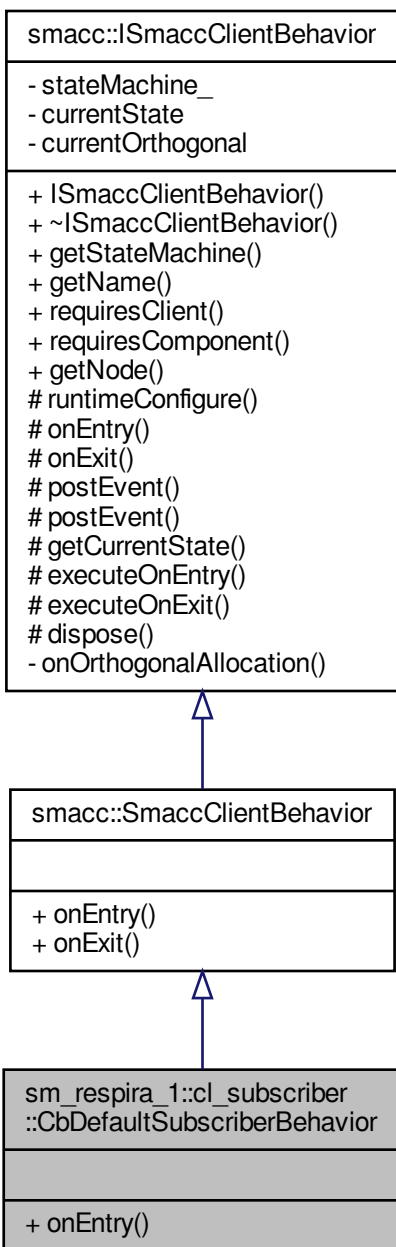 smacc::ISmaccClientBehavior
- stateMachine_
- currentState
- currentOrthogonal
+ ISmaccClientBehavior()
+ ~ISmaccClientBehavior()
+ getStateMachine()
+ getName()
+ requiresClient()
+ requiresComponent()
+ getNode()
# runtimeConfigure()
# onEntry()
# onExit()
# postEvent()
# postEvent()
# getCurrentState()
# executeOnEntry()
# executeOnExit()
# dispose()
- onOrthogonalAllocation()
smacc::SmaccClientBehavior
+ onEntry()
+ onExit()
sm_respira_1::cl_subscriber
::CbDefaultSubscriberBehavior
+ onEntry()